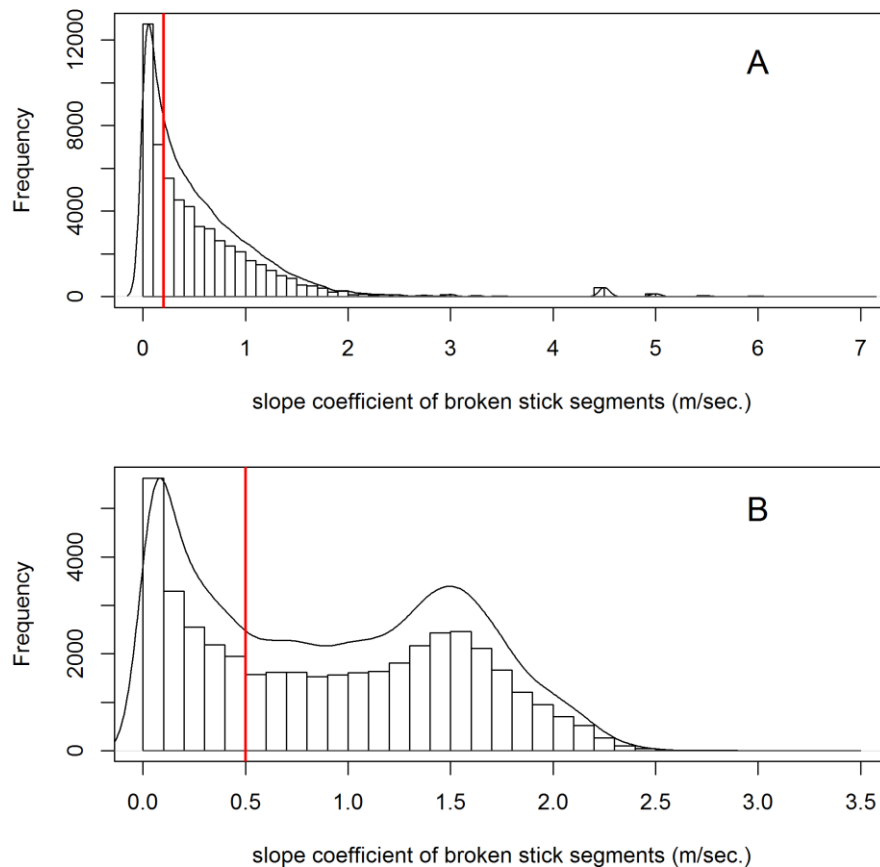 A
Frequency
12000
8000
4000
0
0 1 2 3 4 5 6 7
slope coefficient of broken stick segments (m/sec.)
B
Frequency
4000
2000
0
0.0 0.5 1.0 1.5 2.0 2.5 3.0 3.5
slope coefficient of broken stick segments (m/sec.)